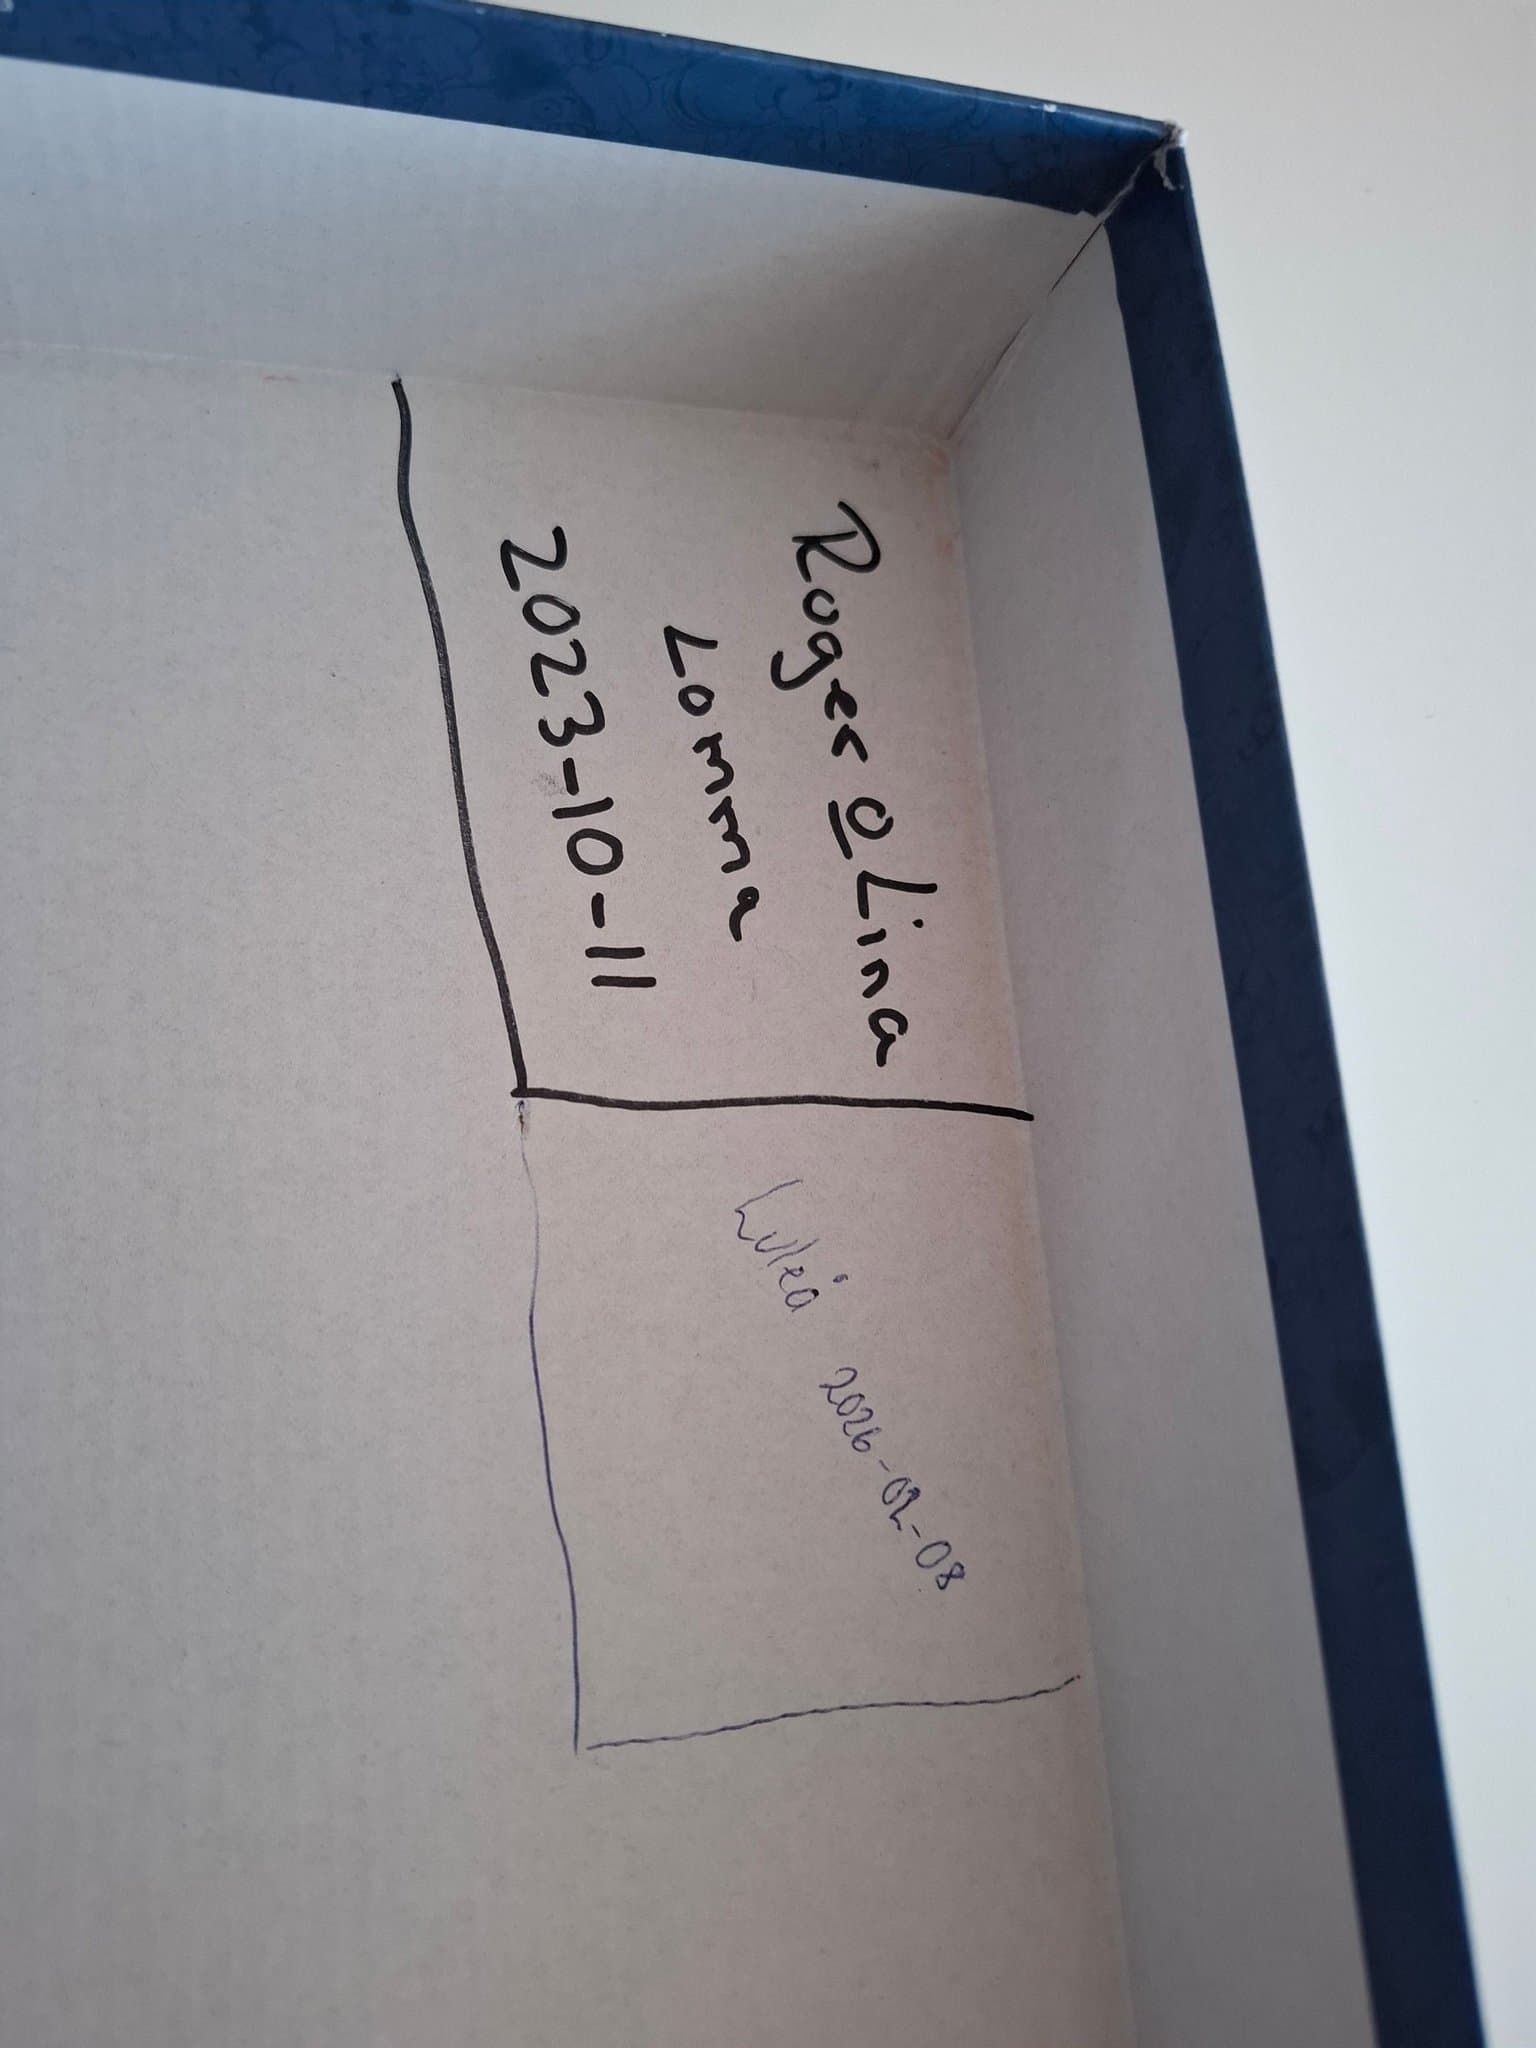 Roger o Lina
Lomma
2023-10-11
Luleå 2026-02-08